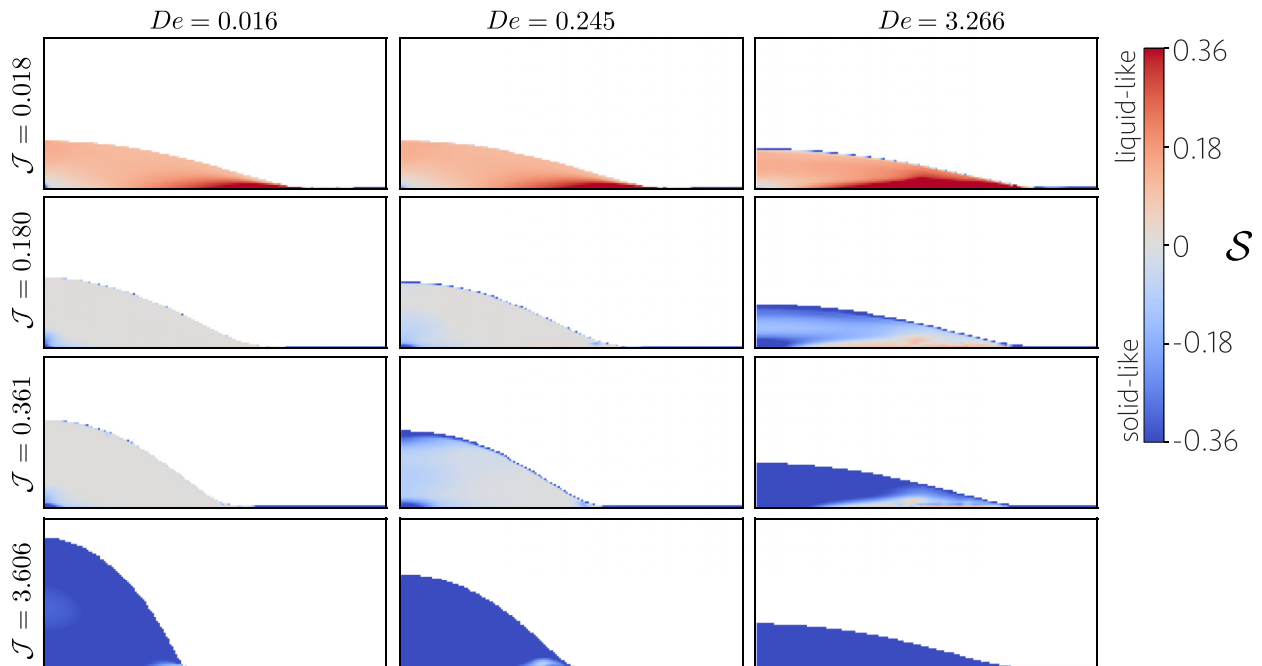 De = 0.016
De = 0.245
De = 3.266
𝒥 = 0.018
𝒥 = 0.180
𝒥 = 0.361
𝒥 = 3.606
liquid-like
solid-like
0.36
0.18
0
-0.18
-0.36
𝒮